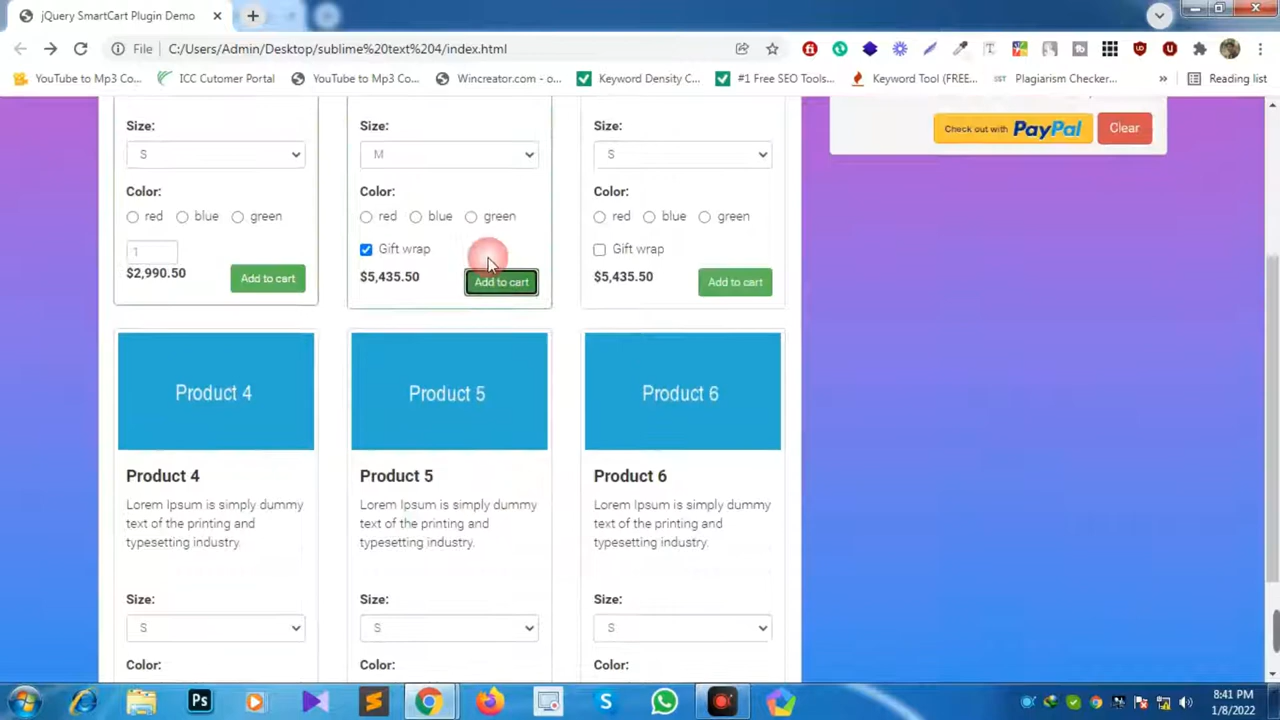 jQuery SmartCart Plugin Demo
File C:/Users/Admin/Desktop/sublime%20text%204/index.html
YouTube to Mp3 Co... ICC Cutomer Portal YouTube to Mp3 Co... Wincreator.com - o... Keyword Density C... #1 Free SEO Tools... Keyword Tool (FREE... Plagiarism Checker... » Reading list
Size: Size: Size:
S M S
Check out with PayPal Clear
Color: Color: Color:
red blue green red blue green red blue green
1 Gift wrap Gift wrap
$2,990.50 Add to cart $5,435.50 Add to cart $5,435.50 Add to cart
Product 4 Product 5 Product 6
Product 4 Product 5 Product 6
Lorem Ipsum is simply dummy Lorem Ipsum is simply dummy Lorem Ipsum is simply dummy
text of the printing and text of the printing and text of the printing and
typesetting industry. typesetting industry. typesetting industry.
Size: Size: Size:
S S S
Color: Color: Color:
Ps
8:41 PM
1/8/2022